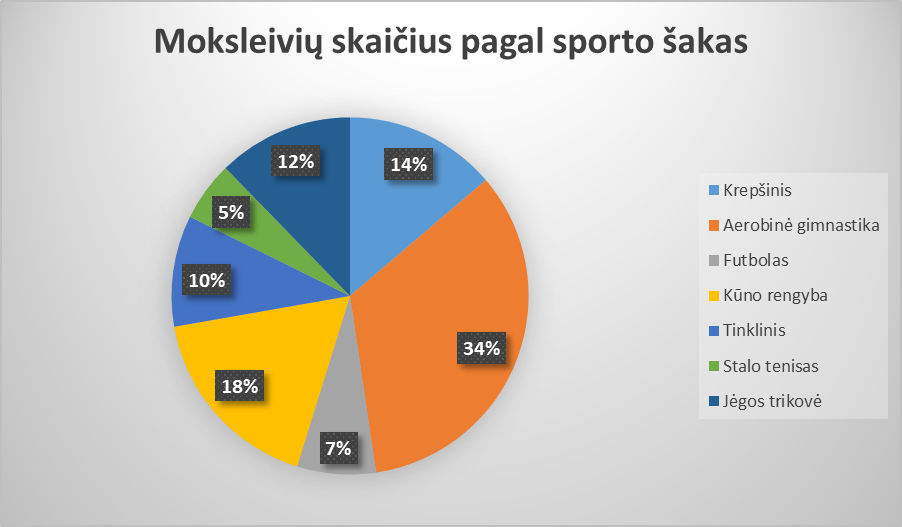 Moksleivių skaičius pagal sporto šakas
14%
34%
7%
18%
10%
5%
12%
Krepšinis
Aerobinė gimnastika
Futbolas
Kūno rengyba
Tinklinis
Stalo tenisas
Jėgos trikovė